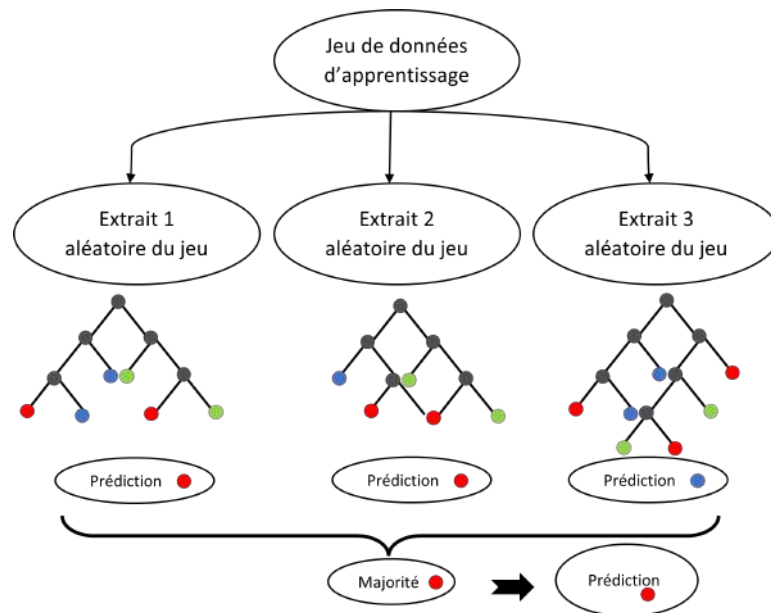 Jeu de données
d'apprentissage
Extrait 1
aléatoire du jeu
Extrait 2
aléatoire du jeu
Extrait 3
aléatoire du jeu
Prédiction
Prédiction
Prédiction
Majorité
Prédiction